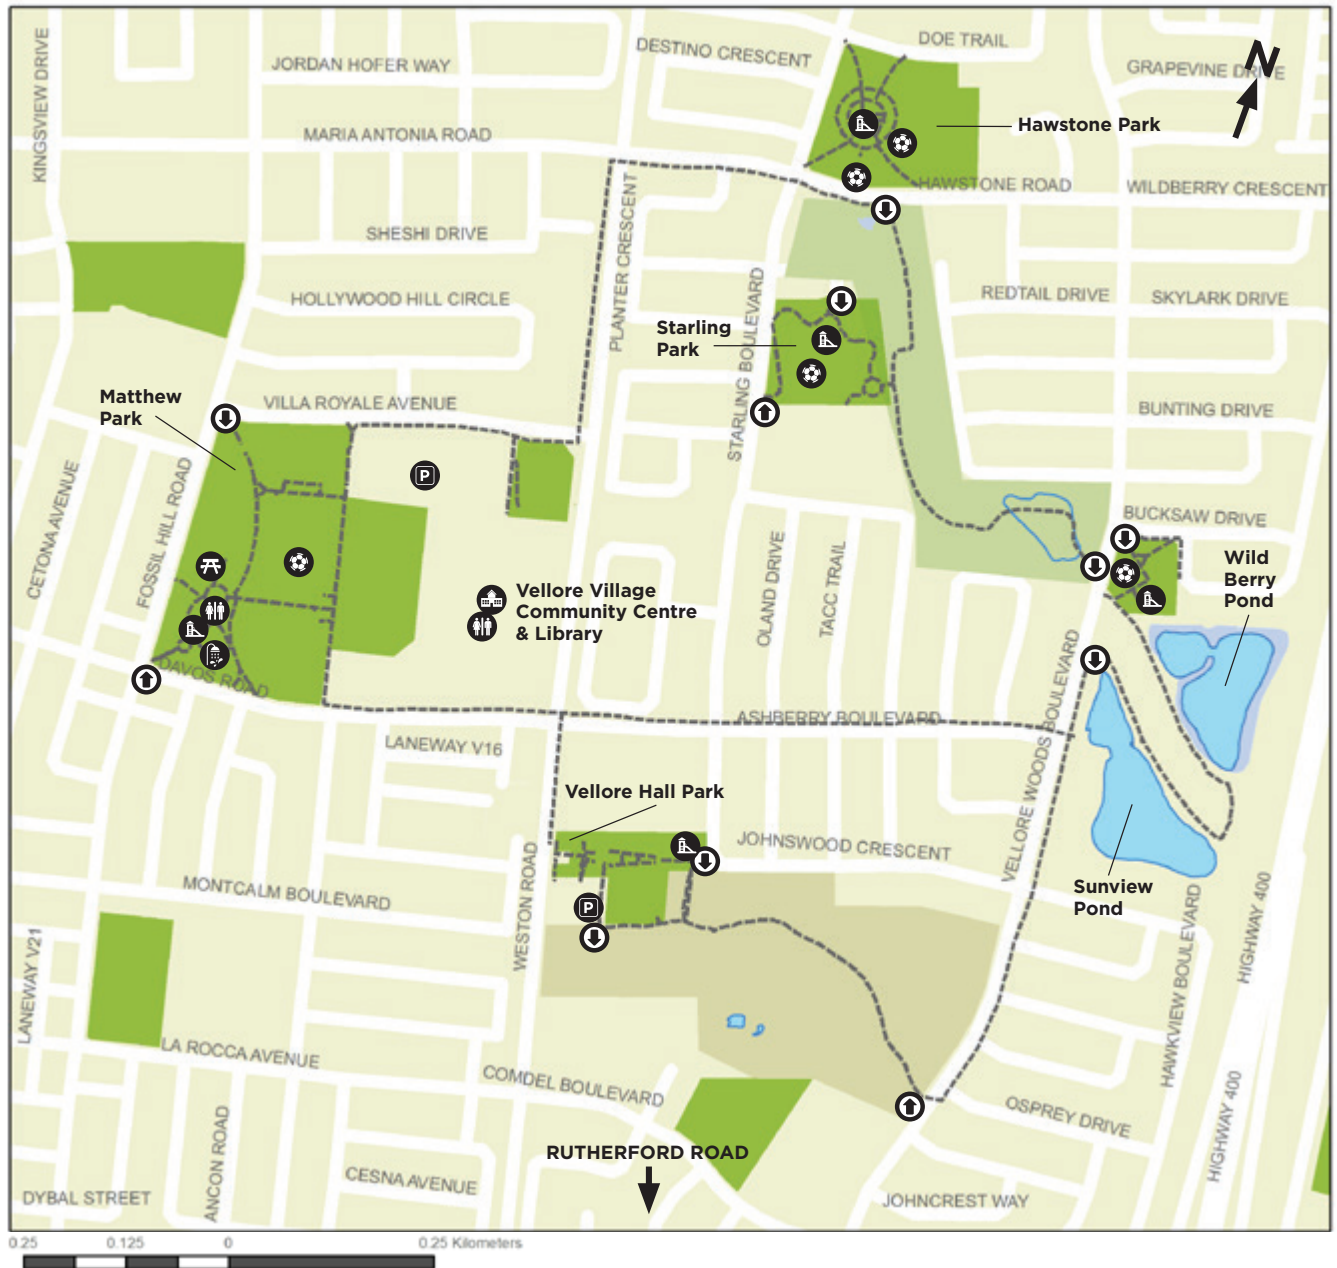 DOE TRAIL
DESTINO CRESCENT
N
JORDAN HOFER WAY
GRAPEVINE DRIVE
KINGSVIEW DRIVE
MARIA ANTONIA ROAD
Hawstone Park
HAWSTONE ROAD
WILDBERRY CRESCENT
PLANTER CRESCENT
SHESHI DRIVE
HOLLYWOOD HILL CIRCLE
REDTAIL DRIVE
SKYLARK DRIVE
STARLING BOULEVARD
Starling
Park
Matthew
Park
VILLA ROYALE AVENUE
BUNTING DRIVE
P
CETONA AVENUE
FOSSIL HILL ROAD
BUCKSAW DRIVE
OLAND DRIVE
TACC TRAIL
Wild
Berry
Pond
Vellore Village
Community Centre
& Library
DAVOS ROAD
VELLORE WOODS BOULEVARD
ASHBERRY BOULEVARD
LANEWAY V16
Vellore Hall Park
JOHNSWOOD CRESCENT
MONTCALM BOULEVARD
P
WESTON ROAD
Sunview
Pond
HAWKVIEW BOULEVARD
HIGHWAY 400
LANEWAY V21
LA ROCCA AVENUE
COMDEL BOULEVARD
OSPREY DRIVE
HIGHWAY 400
ANCON ROAD
RUTHERFORD ROAD
CESNA AVENUE
DYBAL STREET
JOHNCREST WAY
0.25 0.125 0 0.25 Kilometers